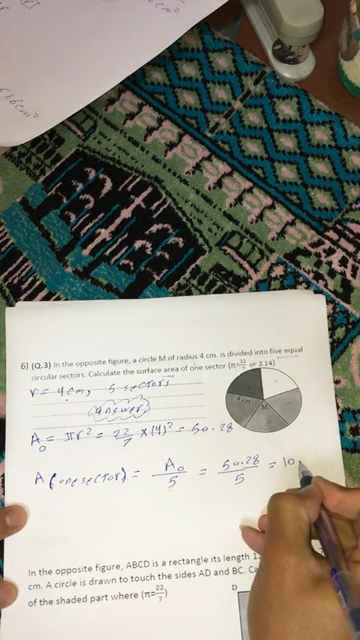 6cm²
6) (Q.3) In the opposite figure, a circle M of radius 4 cm. is divided into five equal
circular sectors. Calculate the surface area of one sector (π=22/7 or 3.14)
r = 4cm, 5 sectors
answer
A○ = πr² = 22/7 × (4)² = 50.28
4 cm
M
A (one sector) = A○/5 = 50.28/5 = 10
In the opposite figure, ABCD is a rectangle its length 1
cm. A circle is drawn to touch the sides AD and BC. Ca
of the shaded part where (π=22/7)
D